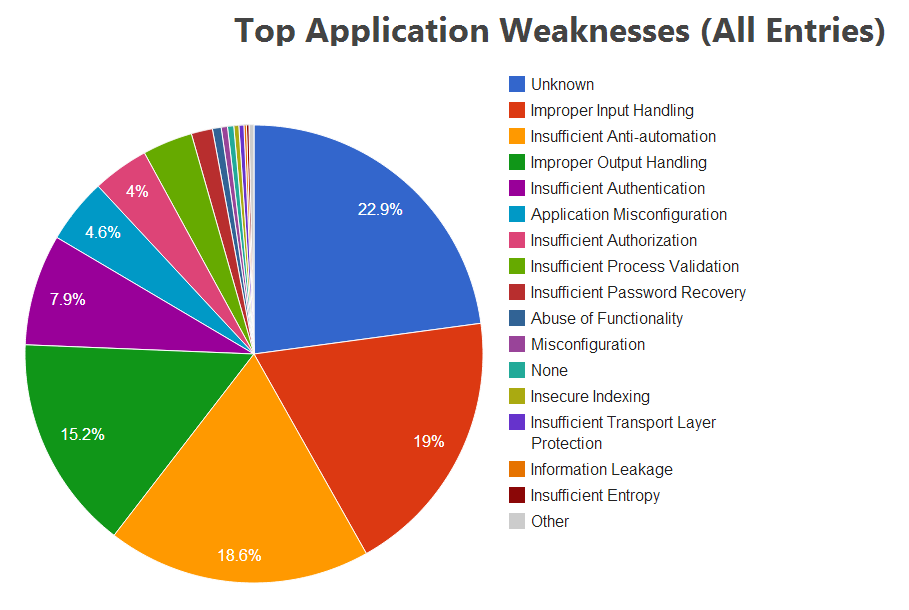 Top Application Weaknesses (All Entries)
Unknown
Improper Input Handling
Insufficient Anti-automation
Improper Output Handling
Insufficient Authentication
Application Misconfiguration
Insufficient Authorization
Insufficient Process Validation
Insufficient Password Recovery
Abuse of Functionality
Misconfiguration
None
Insecure Indexing
Insufficient Transport Layer
Protection
Information Leakage
Insufficient Entropy
Other
22.9%
19%
18.6%
15.2%
7.9%
4.6%
4%